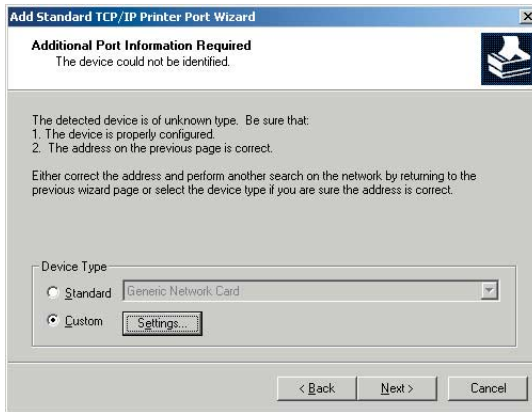 Add Standard TCP/IP Printer Port Wizard
Additional Port Information Required
The device could not be identified.
The detected device is of unknown type. Be sure that:
1. The device is properly configured.
2. The address on the previous page is correct.
Either correct the address and perform another search on the network by returning to the
previous wizard page or select the device type if you are sure the address is correct.
Device Type
Standard Generic Network Card
Custom Settings...
< Back Next > Cancel